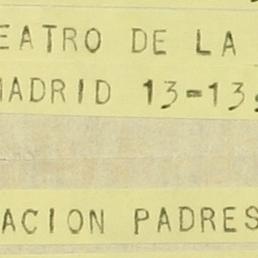 EATRO DE LA
MADRID 13-13
ACION PADRES